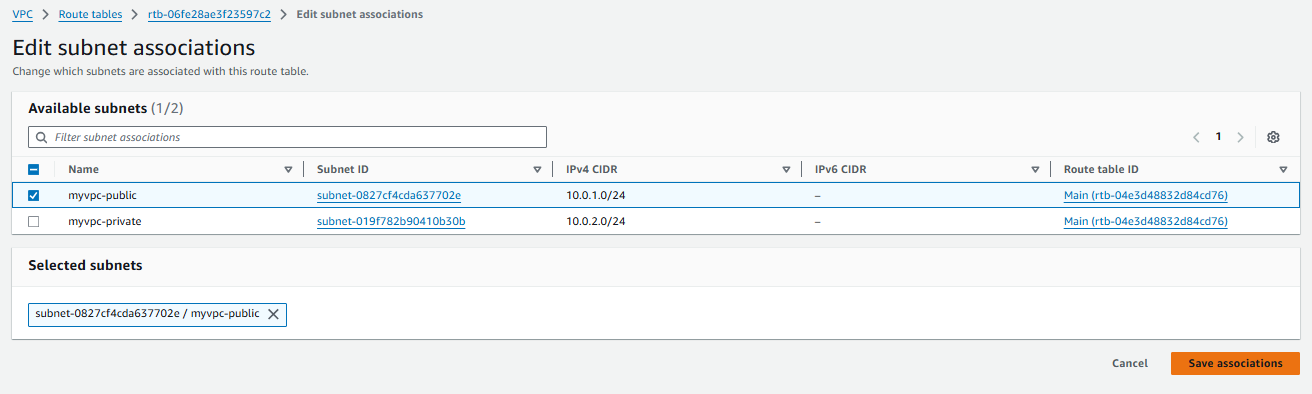 VPC > Route tables > rtb-06fe28ae3f23597c2 > Edit subnet associations
Edit subnet associations
Change which subnets are associated with this route table.
Available subnets (1/2)
Filter subnet associations
1
Name Subnet ID IPv4 CIDR IPv6 CIDR Route table ID
myvpc-public subnet-0827cf4cda637702e 10.0.1.0/24 – Main (rtb-04e3d48832d84cd76)
myvpc-private subnet-019f782b90410b30b 10.0.2.0/24 – Main (rtb-04e3d48832d84cd76)
Selected subnets
subnet-0827cf4cda637702e / myvpc-public
Cancel Save associations